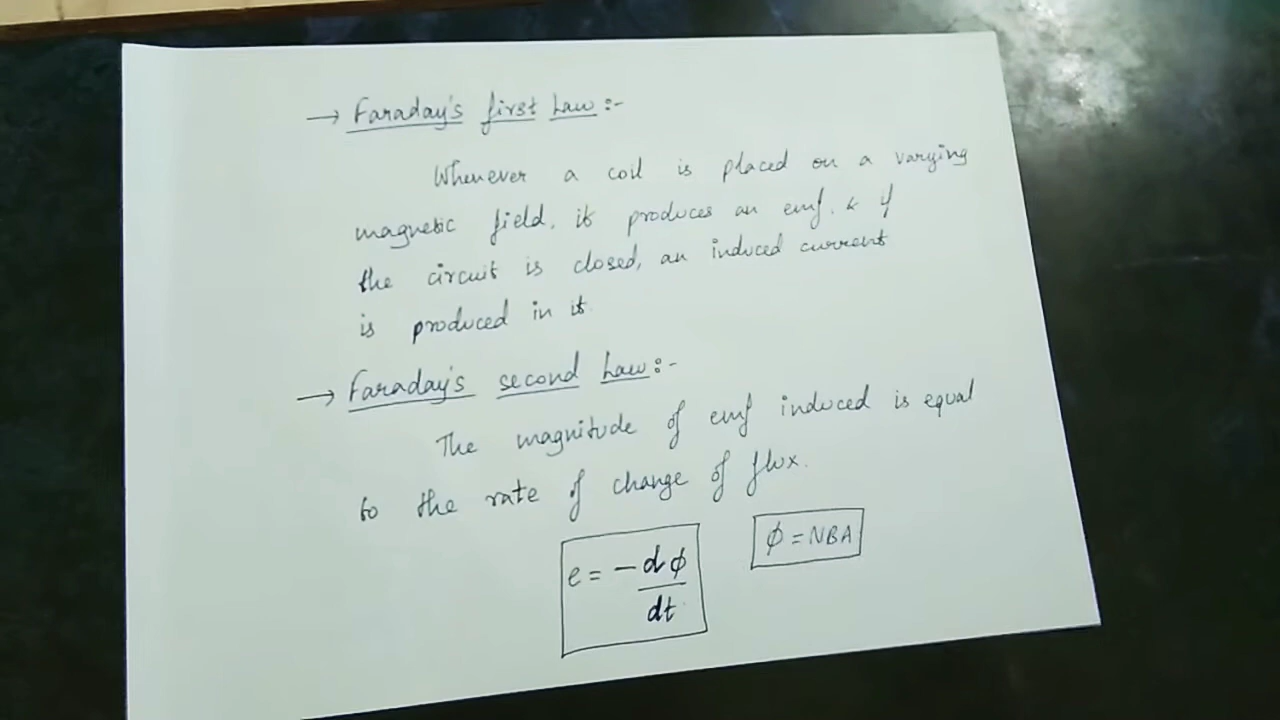 → Faraday's first Law :-
Whenever a coil is placed on a varying
magnetic field, it produces an emf. & if
the circuit is closed, an induced current
is produced in it.
→ Faraday's second Law :-
The magnitude of emf induced is equal
to the rate of change of flux.
e = -dφ/dt
φ = NBA